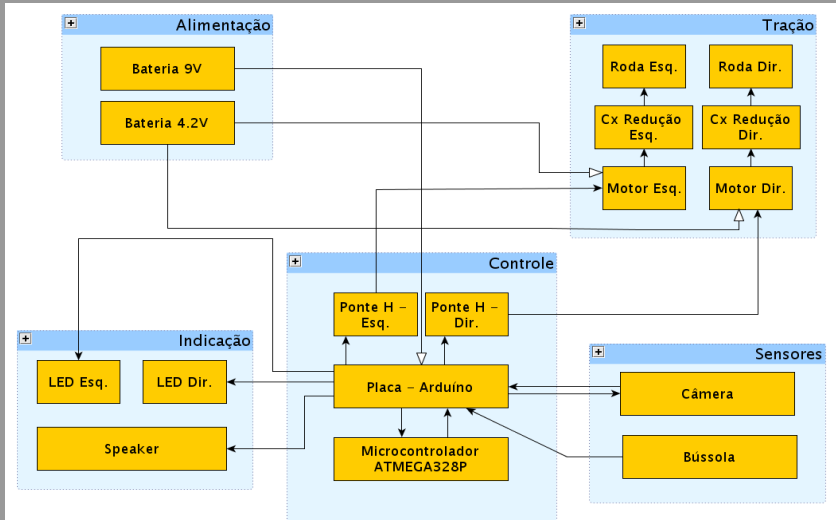 Alimentação
Bateria 9V
Bateria 4.2V
Tração
Roda Esq.
Roda Dir.
Cx Redução
Esq.
Cx Redução
Dir.
Motor Esq.
Motor Dir.
Controle
Ponte H –
Esq.
Ponte H –
Dir.
Placa – Arduíno
Microcontrolador
ATMEGA328P
Indicação
LED Esq.
LED Dir.
Speaker
Sensores
Câmera
Bússola